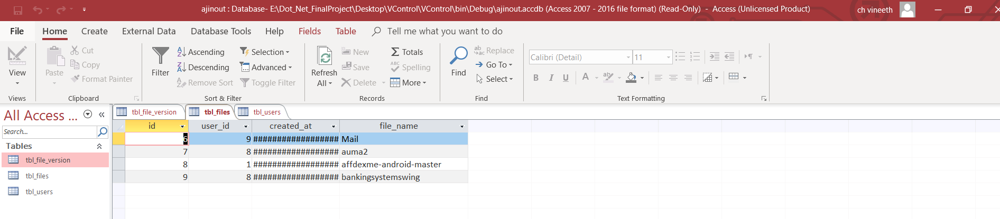 ajinout : Database- E:\Dot_Net_FinalProject\Desktop\VControl\VControl\bin\Debug\ajinout.accdb (Access 2007 - 2016 file format) (Read-Only) - Access (Unlicensed Product)
ch vineeth
File Home Create External Data Database Tools Help Fields Table Tell me what you want to do
View
Views
Paste
Cut
Copy
Format Painter
Clipboard
Filter
Ascending
Descending
Remove Sort
Selection
Advanced
Toggle Filter
Sort & Filter
Refresh
All
New
Save
Delete
Totals
Spelling
More
Records
Find
Replace
Go To
Select
Find
Calibri (Detail) 11
B I U A
Text Formatting
All Access ...
Search...
Tables
tbl_file_version
tbl_files
tbl_users
tbl_file_version tbl_files tbl_users
id user_id created_at file_name
6 9 ################## Mail
7 8 ################## auma2
8 1 ################## affdexme-android-master
9 8 ################## bankingsystemswing